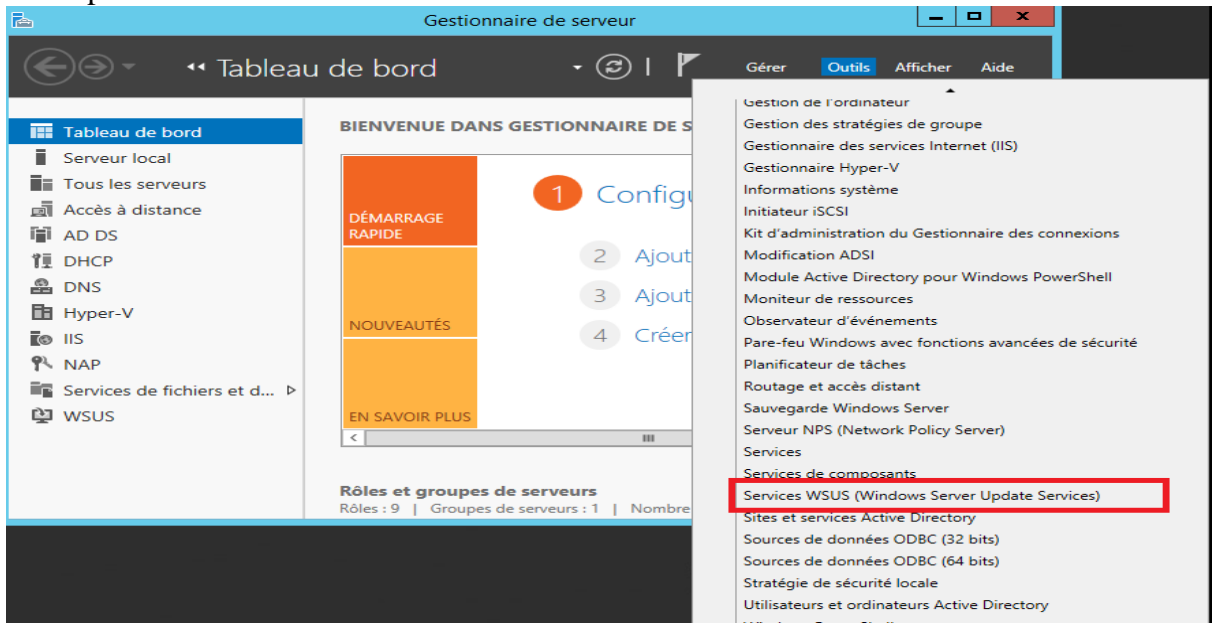 Gestionnaire de serveur
Tableau de bord
Gérer Outils Afficher Aide
Tableau de bord
Serveur local
Tous les serveurs
Accès à distance
AD DS
DHCP
DNS
Hyper-V
IIS
NAP
Services de fichiers et d...
WSUS
BIENVENUE DANS GESTIONNAIRE DE S
DÉMARRAGE
RAPIDE
NOUVEAUTÉS
EN SAVOIR PLUS
1 Configu
2 Ajout
3 Ajout
4 Créer
Rôles et groupes de serveurs
Rôles : 9 | Groupes de serveurs : 1 | Nombre
Gestion de l'ordinateur
Gestion des stratégies de groupe
Gestionnaire des services Internet (IIS)
Gestionnaire Hyper-V
Informations système
Initiateur iSCSI
Kit d'administration du Gestionnaire des connexions
Modification ADSI
Module Active Directory pour Windows PowerShell
Moniteur de ressources
Observateur d'événements
Pare-feu Windows avec fonctions avancées de sécurité
Planificateur de tâches
Routage et accès distant
Sauvegarde Windows Server
Serveur NPS (Network Policy Server)
Services
Services de composants
Services WSUS (Windows Server Update Services)
Sites et services Active Directory
Sources de données ODBC (32 bits)
Sources de données ODBC (64 bits)
Stratégie de sécurité locale
Utilisateurs et ordinateurs Active Directory